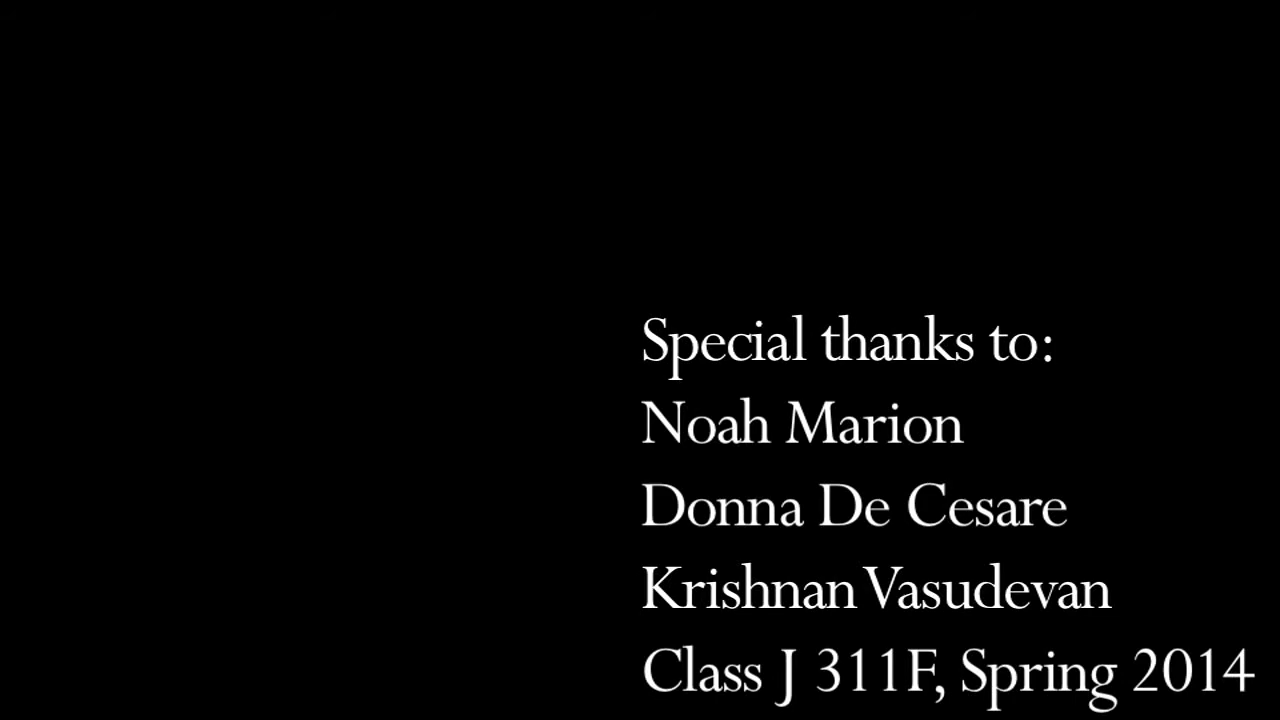 Special thanks to:
Noah Marion
Donna De Cesare
Krishnan Vasudevan
Class J 311F, Spring 2014